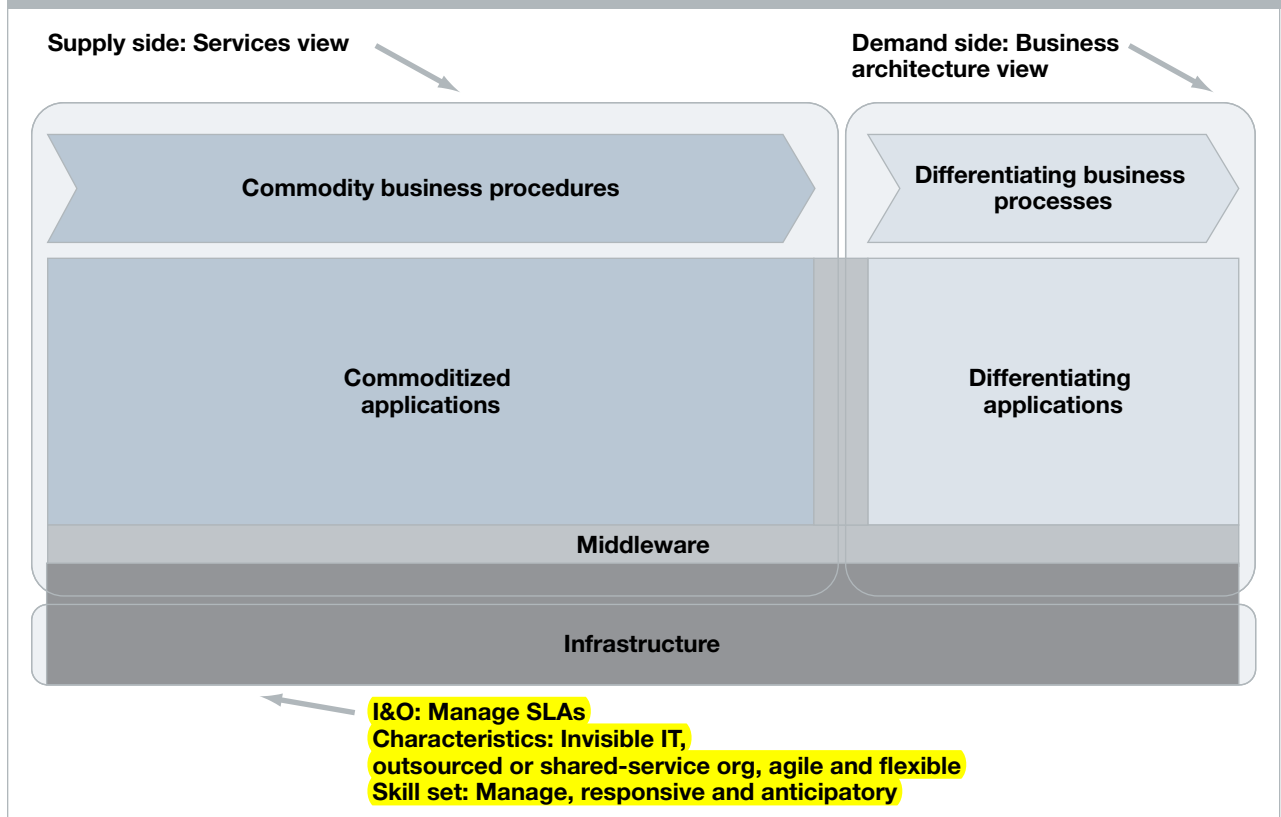 Supply side: Services view
Demand side: Business
architecture view
Commodity business procedures
Differentiating business
processes
Commoditized
applications
Differentiating
applications
Middleware
Infrastructure
I&O: Manage SLAs
Characteristics: Invisible IT,
outsourced or shared-service org, agile and flexible
Skill set: Manage, responsive and anticipatory